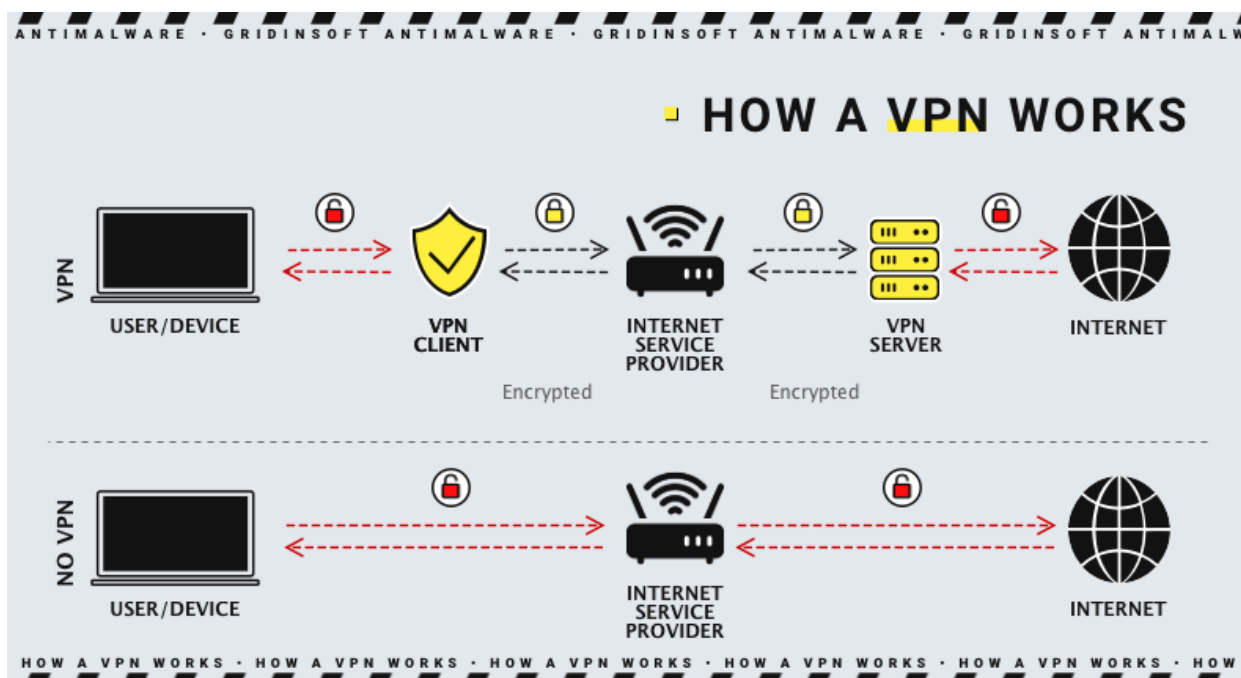 ANTIMALWARE · GRIDINSOFT ANTIMALWARE · GRIDINSOFT ANTIMALWARE · GRIDINSOFT ANTIMALW
HOW A VPN WORKS
VPN
USER/DEVICE
VPN
CLIENT
INTERNET
SERVICE
PROVIDER
VPN
SERVER
INTERNET
Encrypted
Encrypted
NO VPN
USER/DEVICE
INTERNET
SERVICE
PROVIDER
INTERNET
HOW A VPN WORKS · HOW A VPN WORKS · HOW A VPN WORKS · HOW A VPN WORKS · HOW A VPN WORKS · HOW